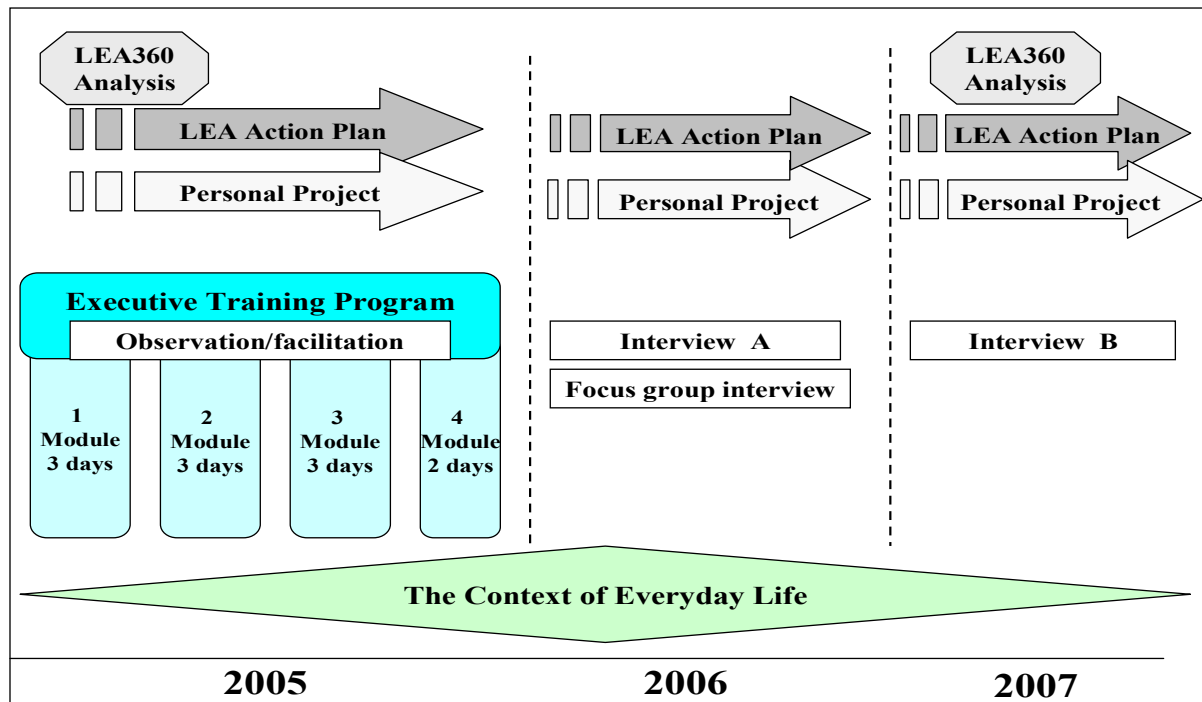 LEA360
Analysis
LEA Action Plan
Personal Project
LEA Action Plan
Personal Project
LEA360
Analysis
LEA Action Plan
Personal Project
Executive Training Program
Observation/facilitation
1
Module
3 days
2
Module
3 days
3
Module
3 days
4
Module
2 days
Interview A
Focus group interview
Interview B
The Context of Everyday Life
2005
2006
2007